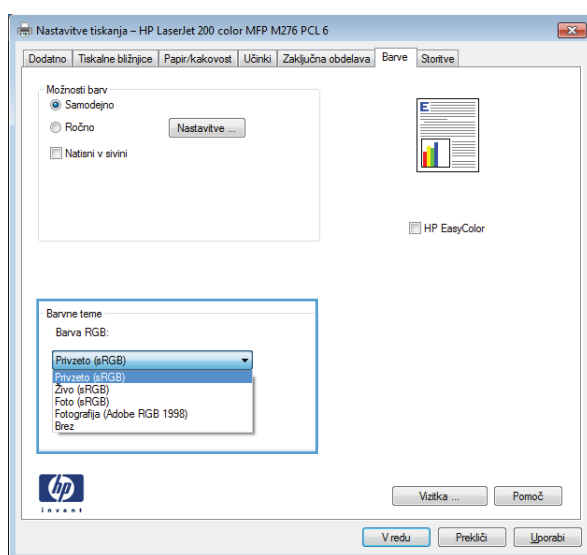 Nastavitve tiskanja – HP LaserJet 200 color MFP M276 PCL 6
Dodatno Tiskalne bližnjice Papir/kakovost Učinki Zaključna obdelava Barve Storitve
Možnosti barv
Samodejno
Ročno
Nastavitve ...
Natisni v sivini
E
HP EasyColor
Barvne teme
Barva RGB:
Privzeto (sRGB)
Privzeto (sRGB)
Živo (sRGB)
Foto (sRGB)
Fotografija (Adobe RGB 1998)
Brez
hp
invent
Vizitka ... Pomoč
V redu Prekliči Uporabi